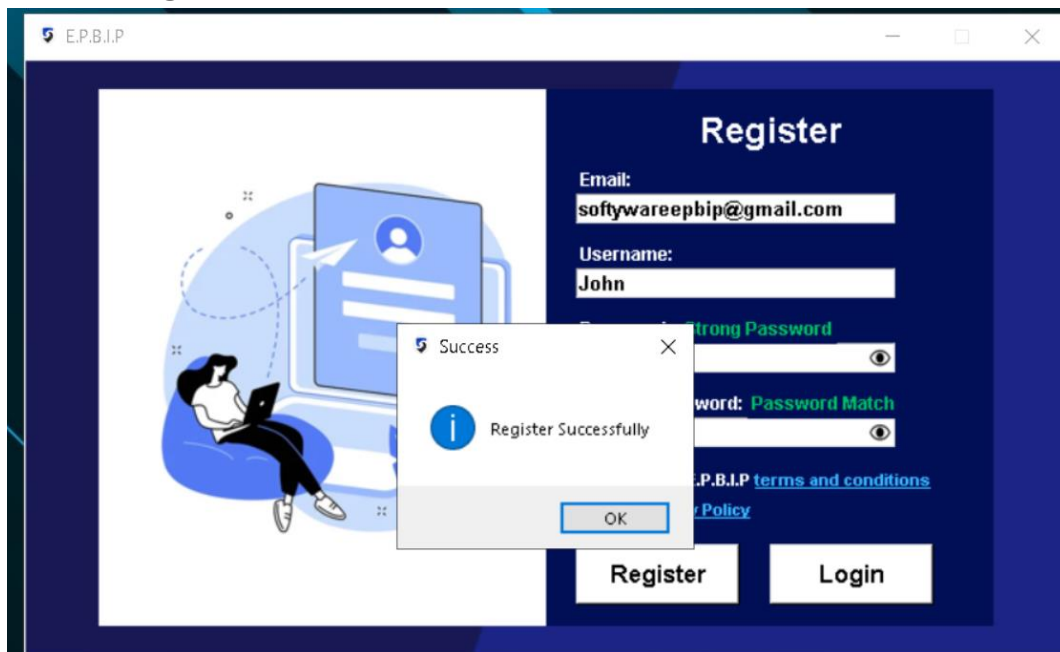 E.P.B.I.P
Register
Email:
softywareepbip@gmail.com
Username:
John
Strong Password
Success
word: Password Match
Register Successfully
.P.B.I.P terms and conditions
Policy
OK
Register
Login